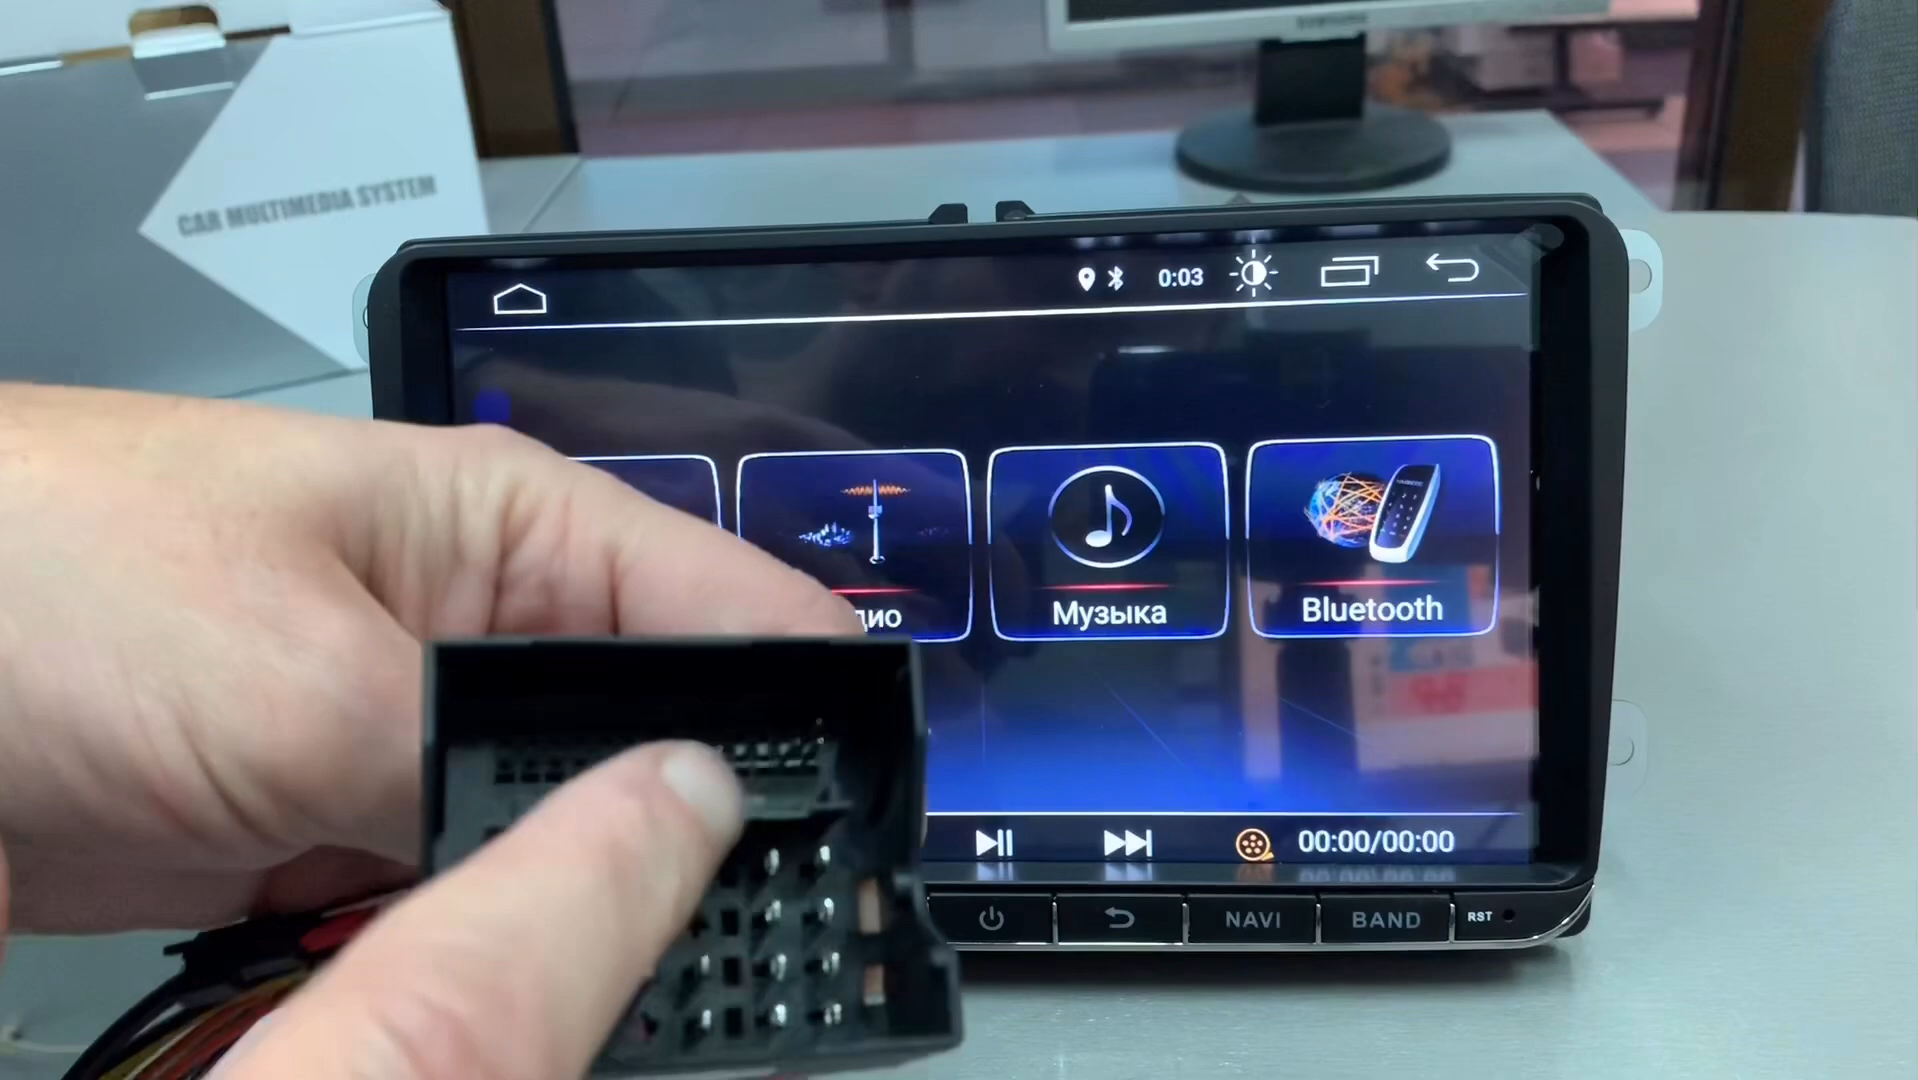 CAR MULTIMEDIA SYSTEM
0:03
дио
Музыка
Bluetooth
00:00/00:00
NAVI
BAND
RST